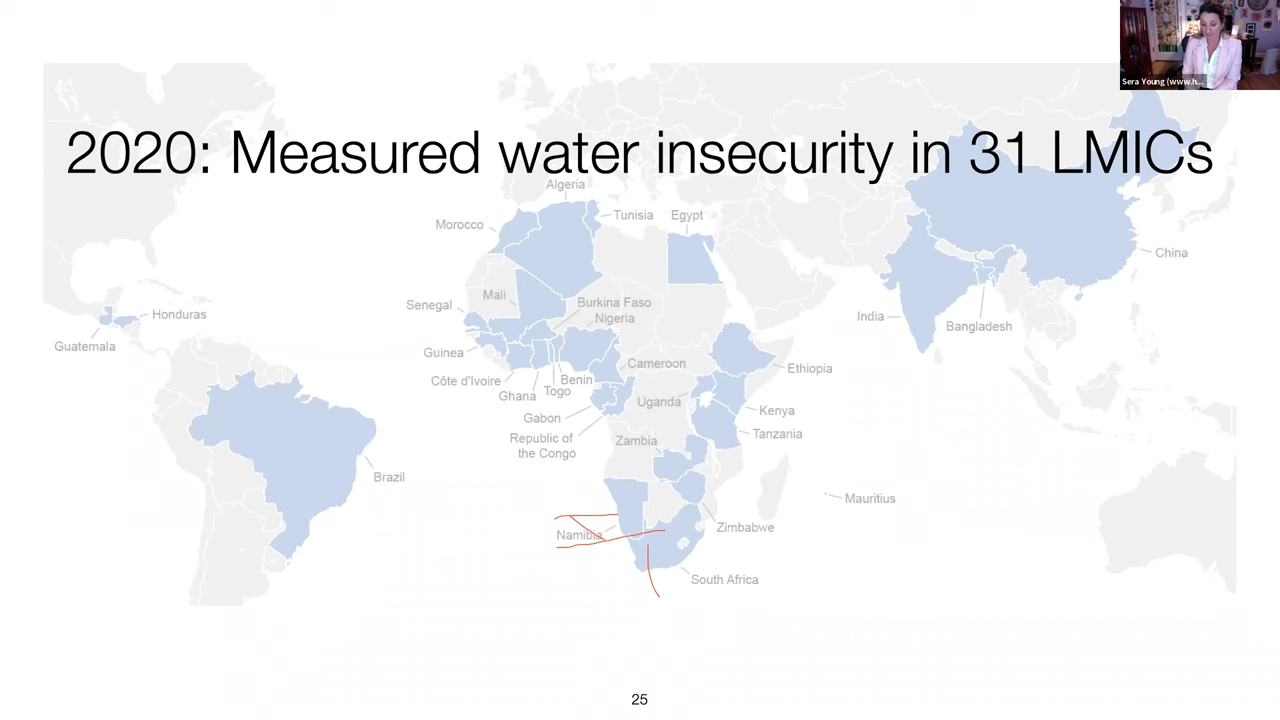 Sera Young (www.h...
2020: Measured water insecurity in 31 LMICs
Algeria
Tunisia
Egypt
Morocco
China
Mali
Burkina Faso
Senegal
Nigeria
Honduras
India
Bangladesh
Guatemala
Guinea
Cameroon
Ethiopia
Côte d'Ivoire
Benin
Togo
Ghana
Uganda
Kenya
Gabon
Tanzania
Republic of
the Congo
Zambia
Brazil
Mauritius
Zimbabwe
Namibia
South Africa
25